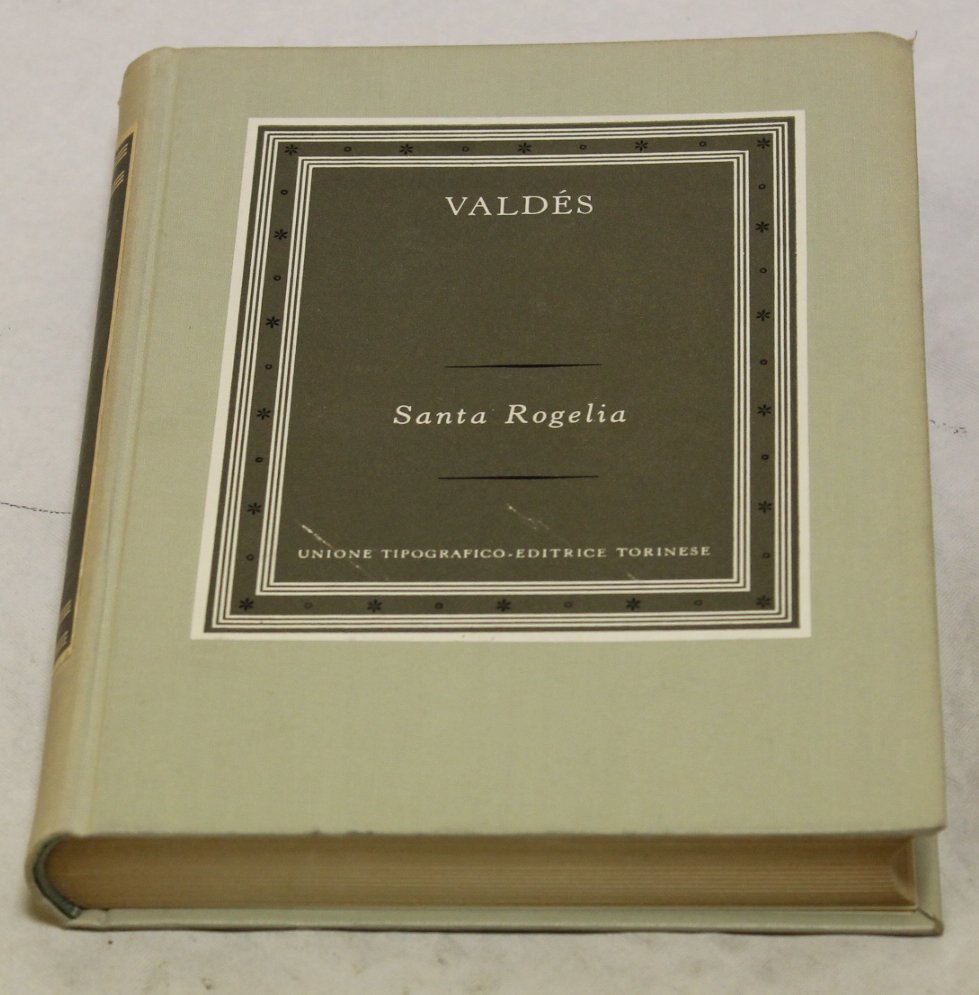 VALDÉS
Santa Rogelia
UNIONE TIPOGRAFICO-EDITRICE TORINESE